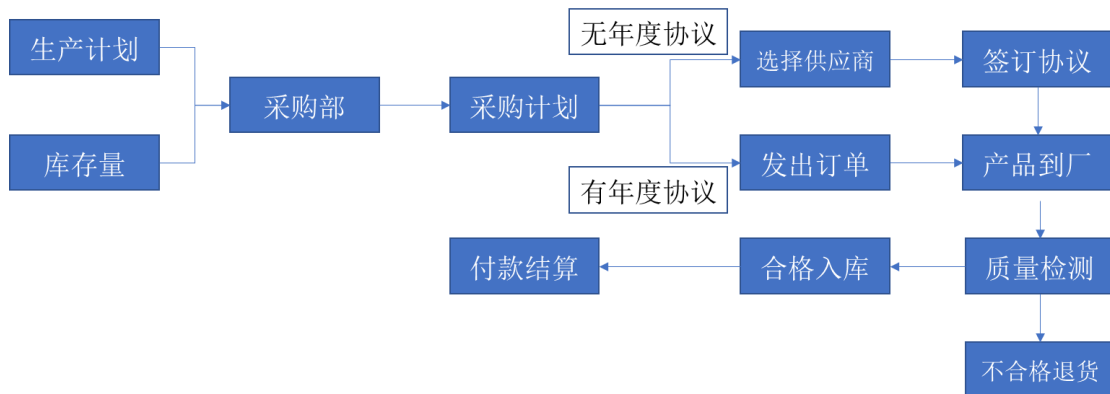 生产计划
库存量
采购部
采购计划
无年度协议
有年度协议
选择供应商
签订协议
发出订单
产品到厂
付款结算
合格入库
质量检测
不合格退货